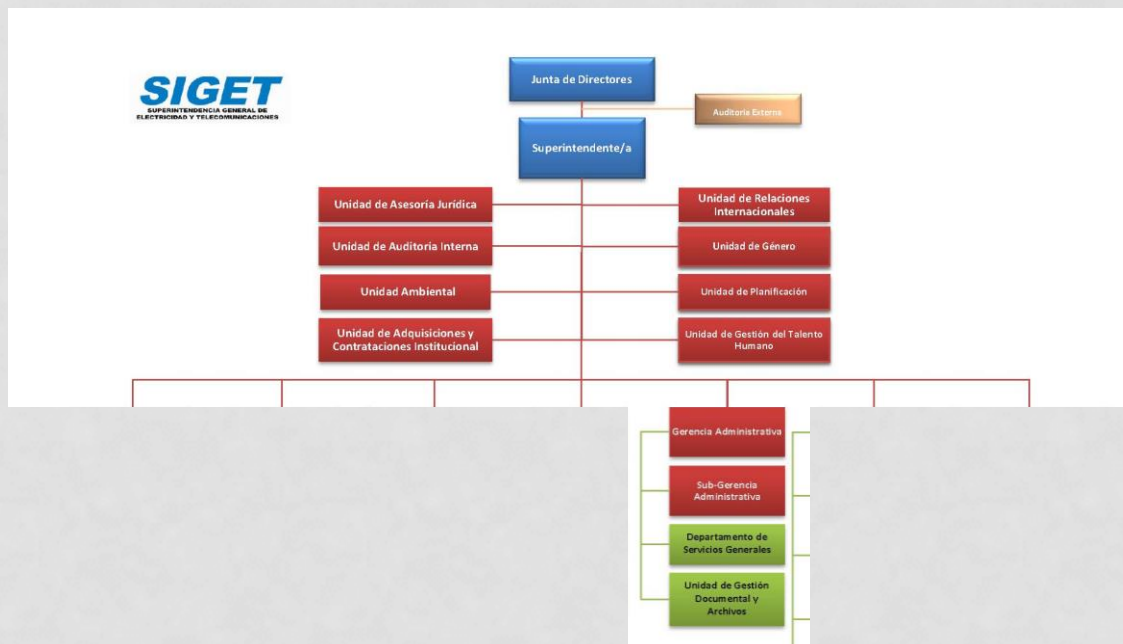 SIGET
SUPERINTENDENCIA GENERAL DE
ELECTRICIDAD Y TELECOMUNICACIONES
Junta de Directores
Auditoria Externa
Superintendente/a
Unidad de Asesoría Jurídica
Unidad de Relaciones
Internacionales
Unidad de Auditoria Interna
Unidad de Género
Unidad Ambiental
Unidad de Planificación
Unidad de Adquisiciones y
Contrataciones Institucional
Unidad de Gestión del Talento
Humano
Gerencia Administrativa
Sub-Gerencia
Administrativa
Departamento de
Servicios Generales
Unidad de Gestión
Documental y
Archivos